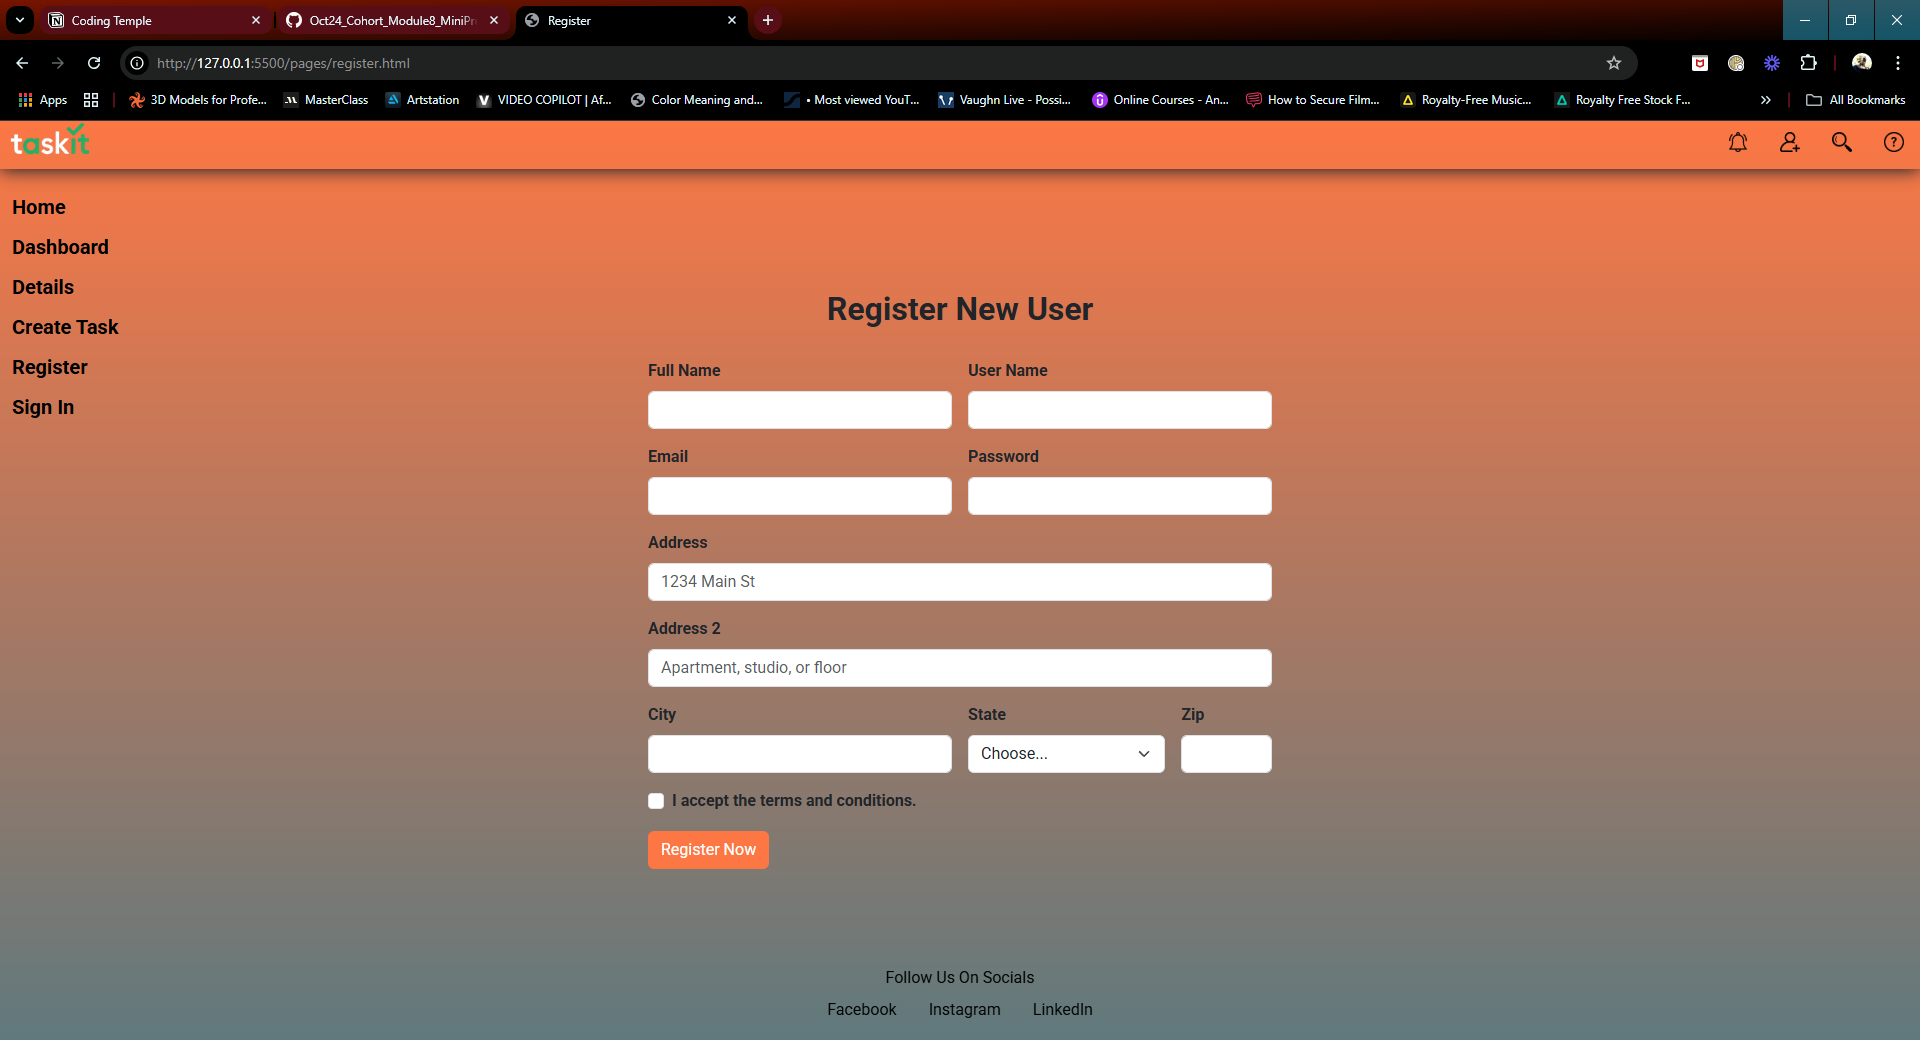 Coding Temple
Oct24_Cohort_Module8_MiniPr
Register
http://127.0.0.1:5500/pages/register.html
Apps
3D Models for Profe...
MasterClass
Artstation
VIDEO COPILOT | Af...
Color Meaning and...
• Most viewed YouT...
Vaughn Live - Possi...
Online Courses - An...
How to Secure Film...
Royalty-Free Music...
Royalty Free Stock F...
All Bookmarks
taskit
Home
Dashboard
Details
Create Task
Register
Sign In
Register New User
Full Name
User Name
Email
Password
Address
1234 Main St
Address 2
Apartment, studio, or floor
City
State
Zip
Choose...
I accept the terms and conditions.
Register Now
Follow Us On Socials
Facebook
Instagram
LinkedIn